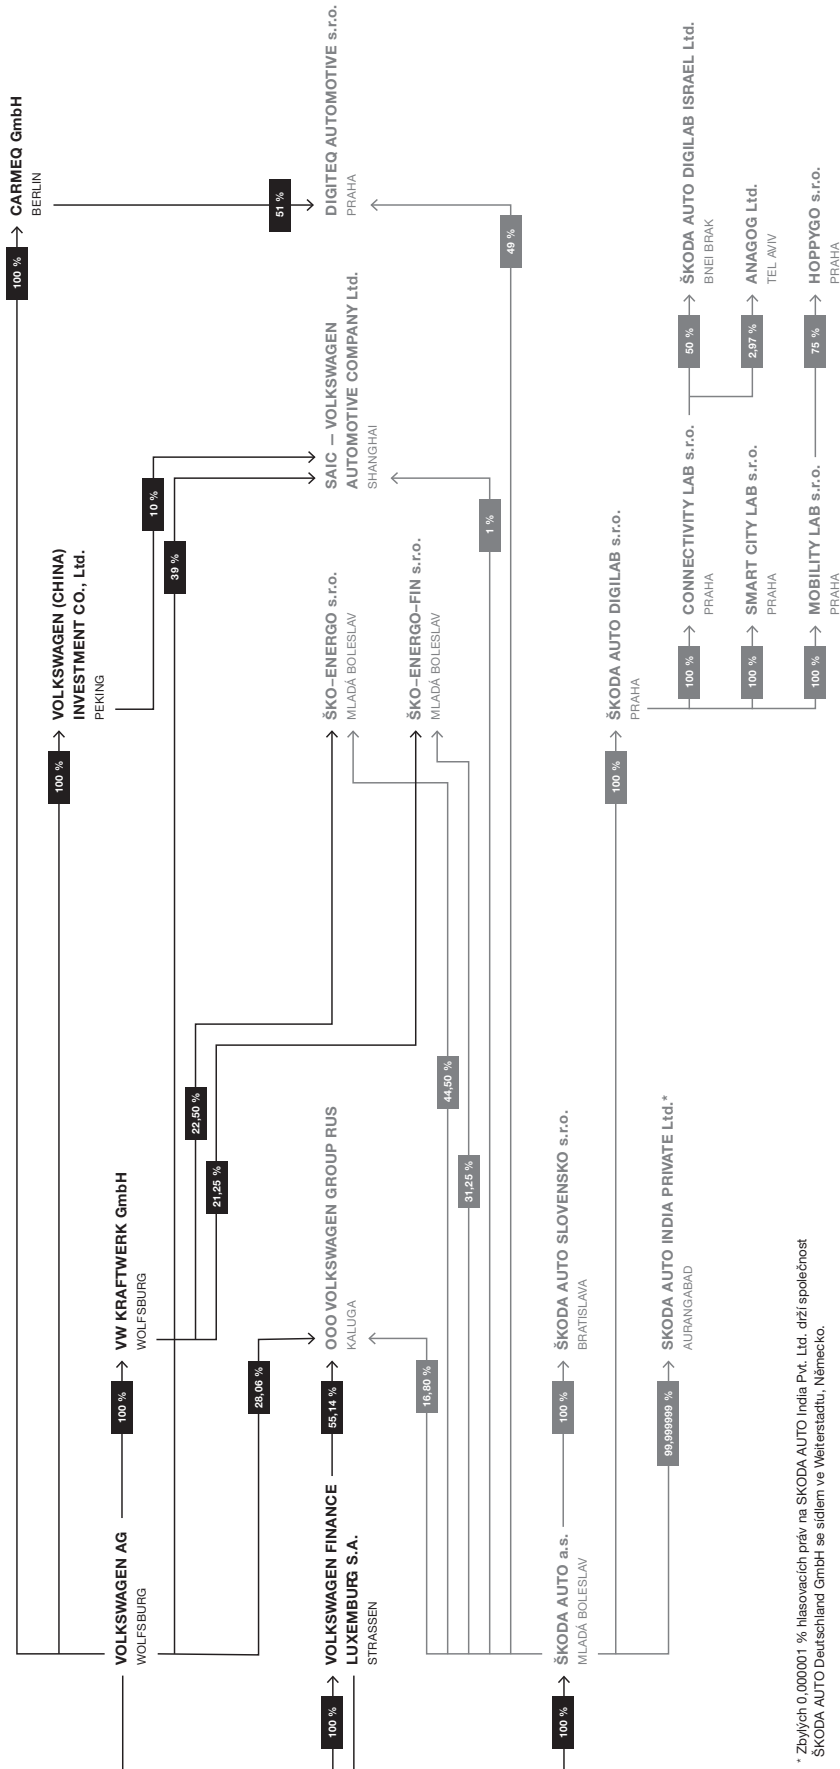 VOLKSWAGEN AG
WOLFSBURG
100 %
CARMEQ GmbH
BERLIN
100 %
VOLKSWAGEN (CHINA)
INVESTMENT CO., Ltd.
PEKING
100 %
VW KRAFTWERK GmbH
WOLFSBURG
39 %
10 %
28,06 %
22,50 %
21,25 %
51 %
100 %
VOLKSWAGEN FINANCE
LUXEMBURG S.A.
STRASSEN
55,14 %
OOO VOLKSWAGEN GROUP RUS
KALUGA
ŠKO–ENERGO s.r.o.
MLADÁ BOLESLAV
ŠKO–ENERGO–FIN s.r.o.
MLADÁ BOLESLAV
SAIC – VOLKSWAGEN
AUTOMOTIVE COMPANY Ltd.
SHANGHAI
DIGITEQ AUTOMOTIVE s.r.o.
PRAHA
16,80 %
44,50 %
31,25 %
1 %
49 %
100 %
ŠKODA AUTO a.s.
MLADÁ BOLESLAV
100 %
ŠKODA AUTO SLOVENSKO s.r.o.
BRATISLAVA
100 %
ŠKODA AUTO DIGILAB s.r.o.
PRAHA
99,999999 %
SKODA AUTO INDIA PRIVATE Ltd.*
AURANGABAD
100 %
CONNECTIVITY LAB s.r.o.
PRAHA
50 %
ŠKODA AUTO DIGILAB ISRAEL Ltd.
BNEI BRAK
100 %
SMART CITY LAB s.r.o.
PRAHA
2,97 %
ANAGOG Ltd.
TEL AVIV
100 %
MOBILITY LAB s.r.o.
PRAHA
75 %
HOPPYGO s.r.o.
PRAHA
* Zbylých 0,000001 % hlasovacích práv na SKODA AUTO India Pvt. Ltd. drží společnost
ŠKODA AUTO Deutschland GmbH se sídlem ve Weiterstadtu, Německo.